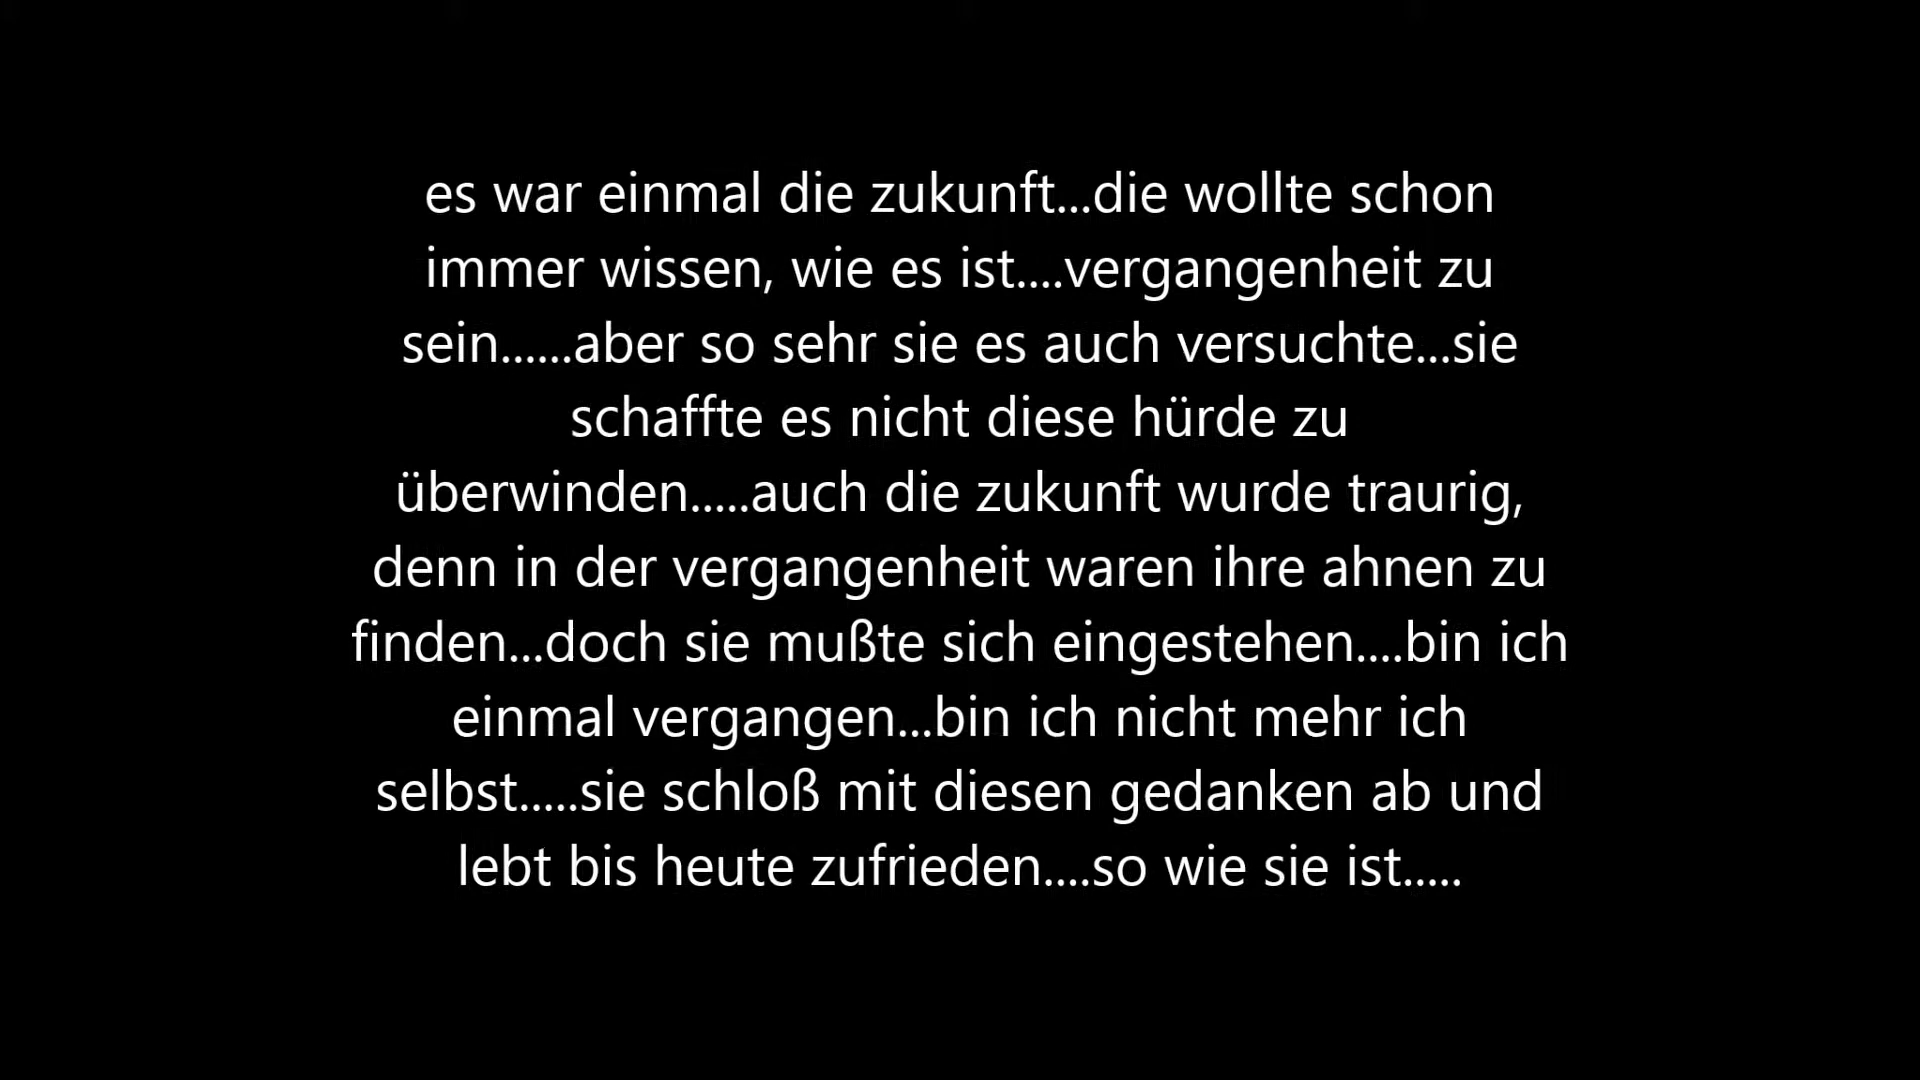 es war einmal die zukunft...die wollte schon
immer wissen, wie es ist....vergangenheit zu
sein......aber so sehr sie es auch versuchte...sie
schaffte es nicht diese hürde zu
überwinden.....auch die zukunft wurde traurig,
denn in der vergangenheit waren ihre ahnen zu
finden...doch sie mußte sich eingestehen....bin ich
einmal vergangen...bin ich nicht mehr ich
selbst.....sie schloß mit diesen gedanken ab und
lebt bis heute zufrieden....so wie sie ist.....